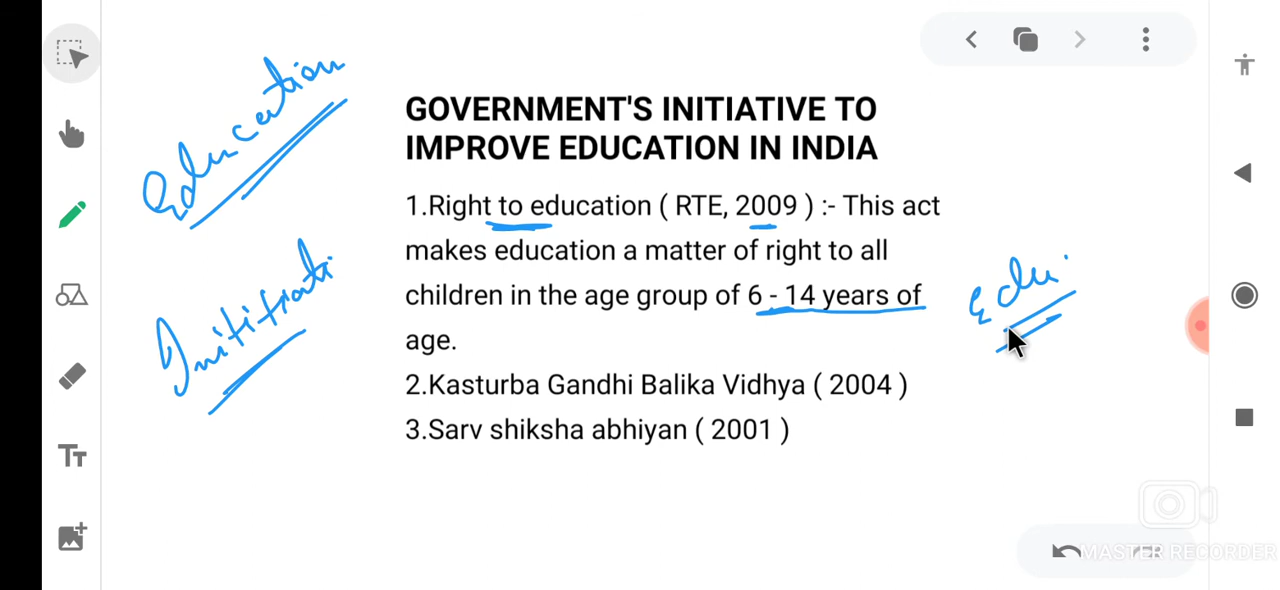 Education
GOVERNMENT'S INITIATIVE TO
IMPROVE EDUCATION IN INDIA
1.Right to education ( RTE, 2009 ) :- This act
makes education a matter of right to all
children in the age group of 6 - 14 years of
age.
Edu
2.Kasturba Gandhi Balika Vidhya ( 2004 )
3.Sarv shiksha abhiyan ( 2001 )
Tт
MASTER RECORDER